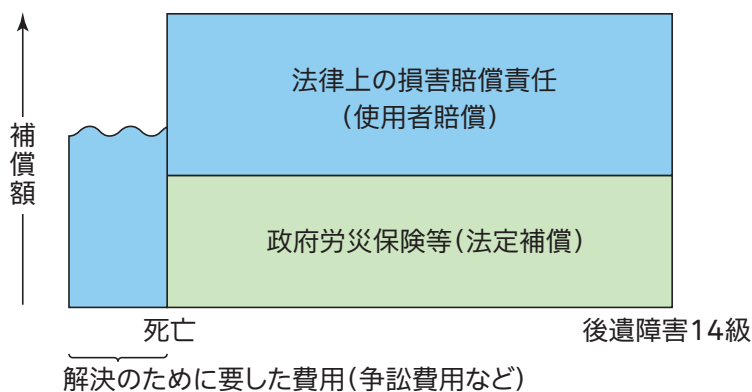 補償額
法律上の損害賠償責任
(使用者賠償)
政府労災保険等(法定補償)
死亡
後遺障害14級
解決のために要した費用(争訟費用など)